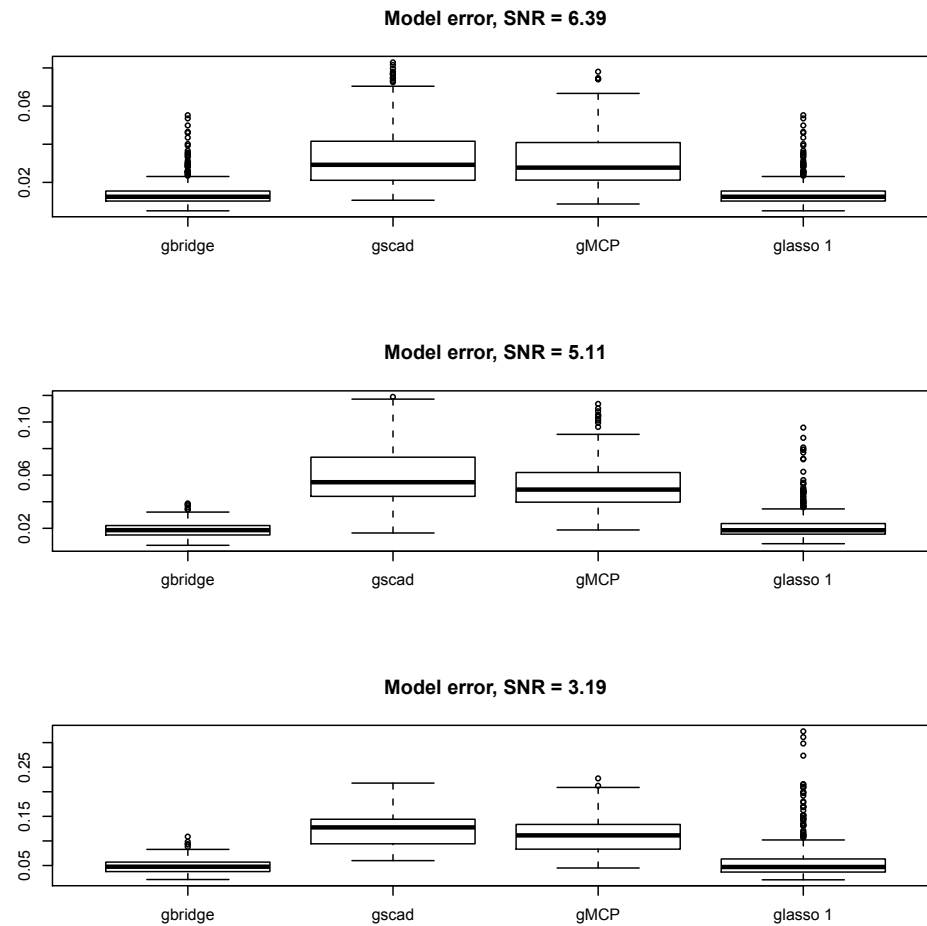 Model error, SNR = 6.39
0.06
0.02
gbridge gscad gMCP glasso 1
Model error, SNR = 5.11
0.10
0.06
0.02
gbridge gscad gMCP glasso 1
Model error, SNR = 3.19
0.25
0.15
0.05
gbridge gscad gMCP glasso 1